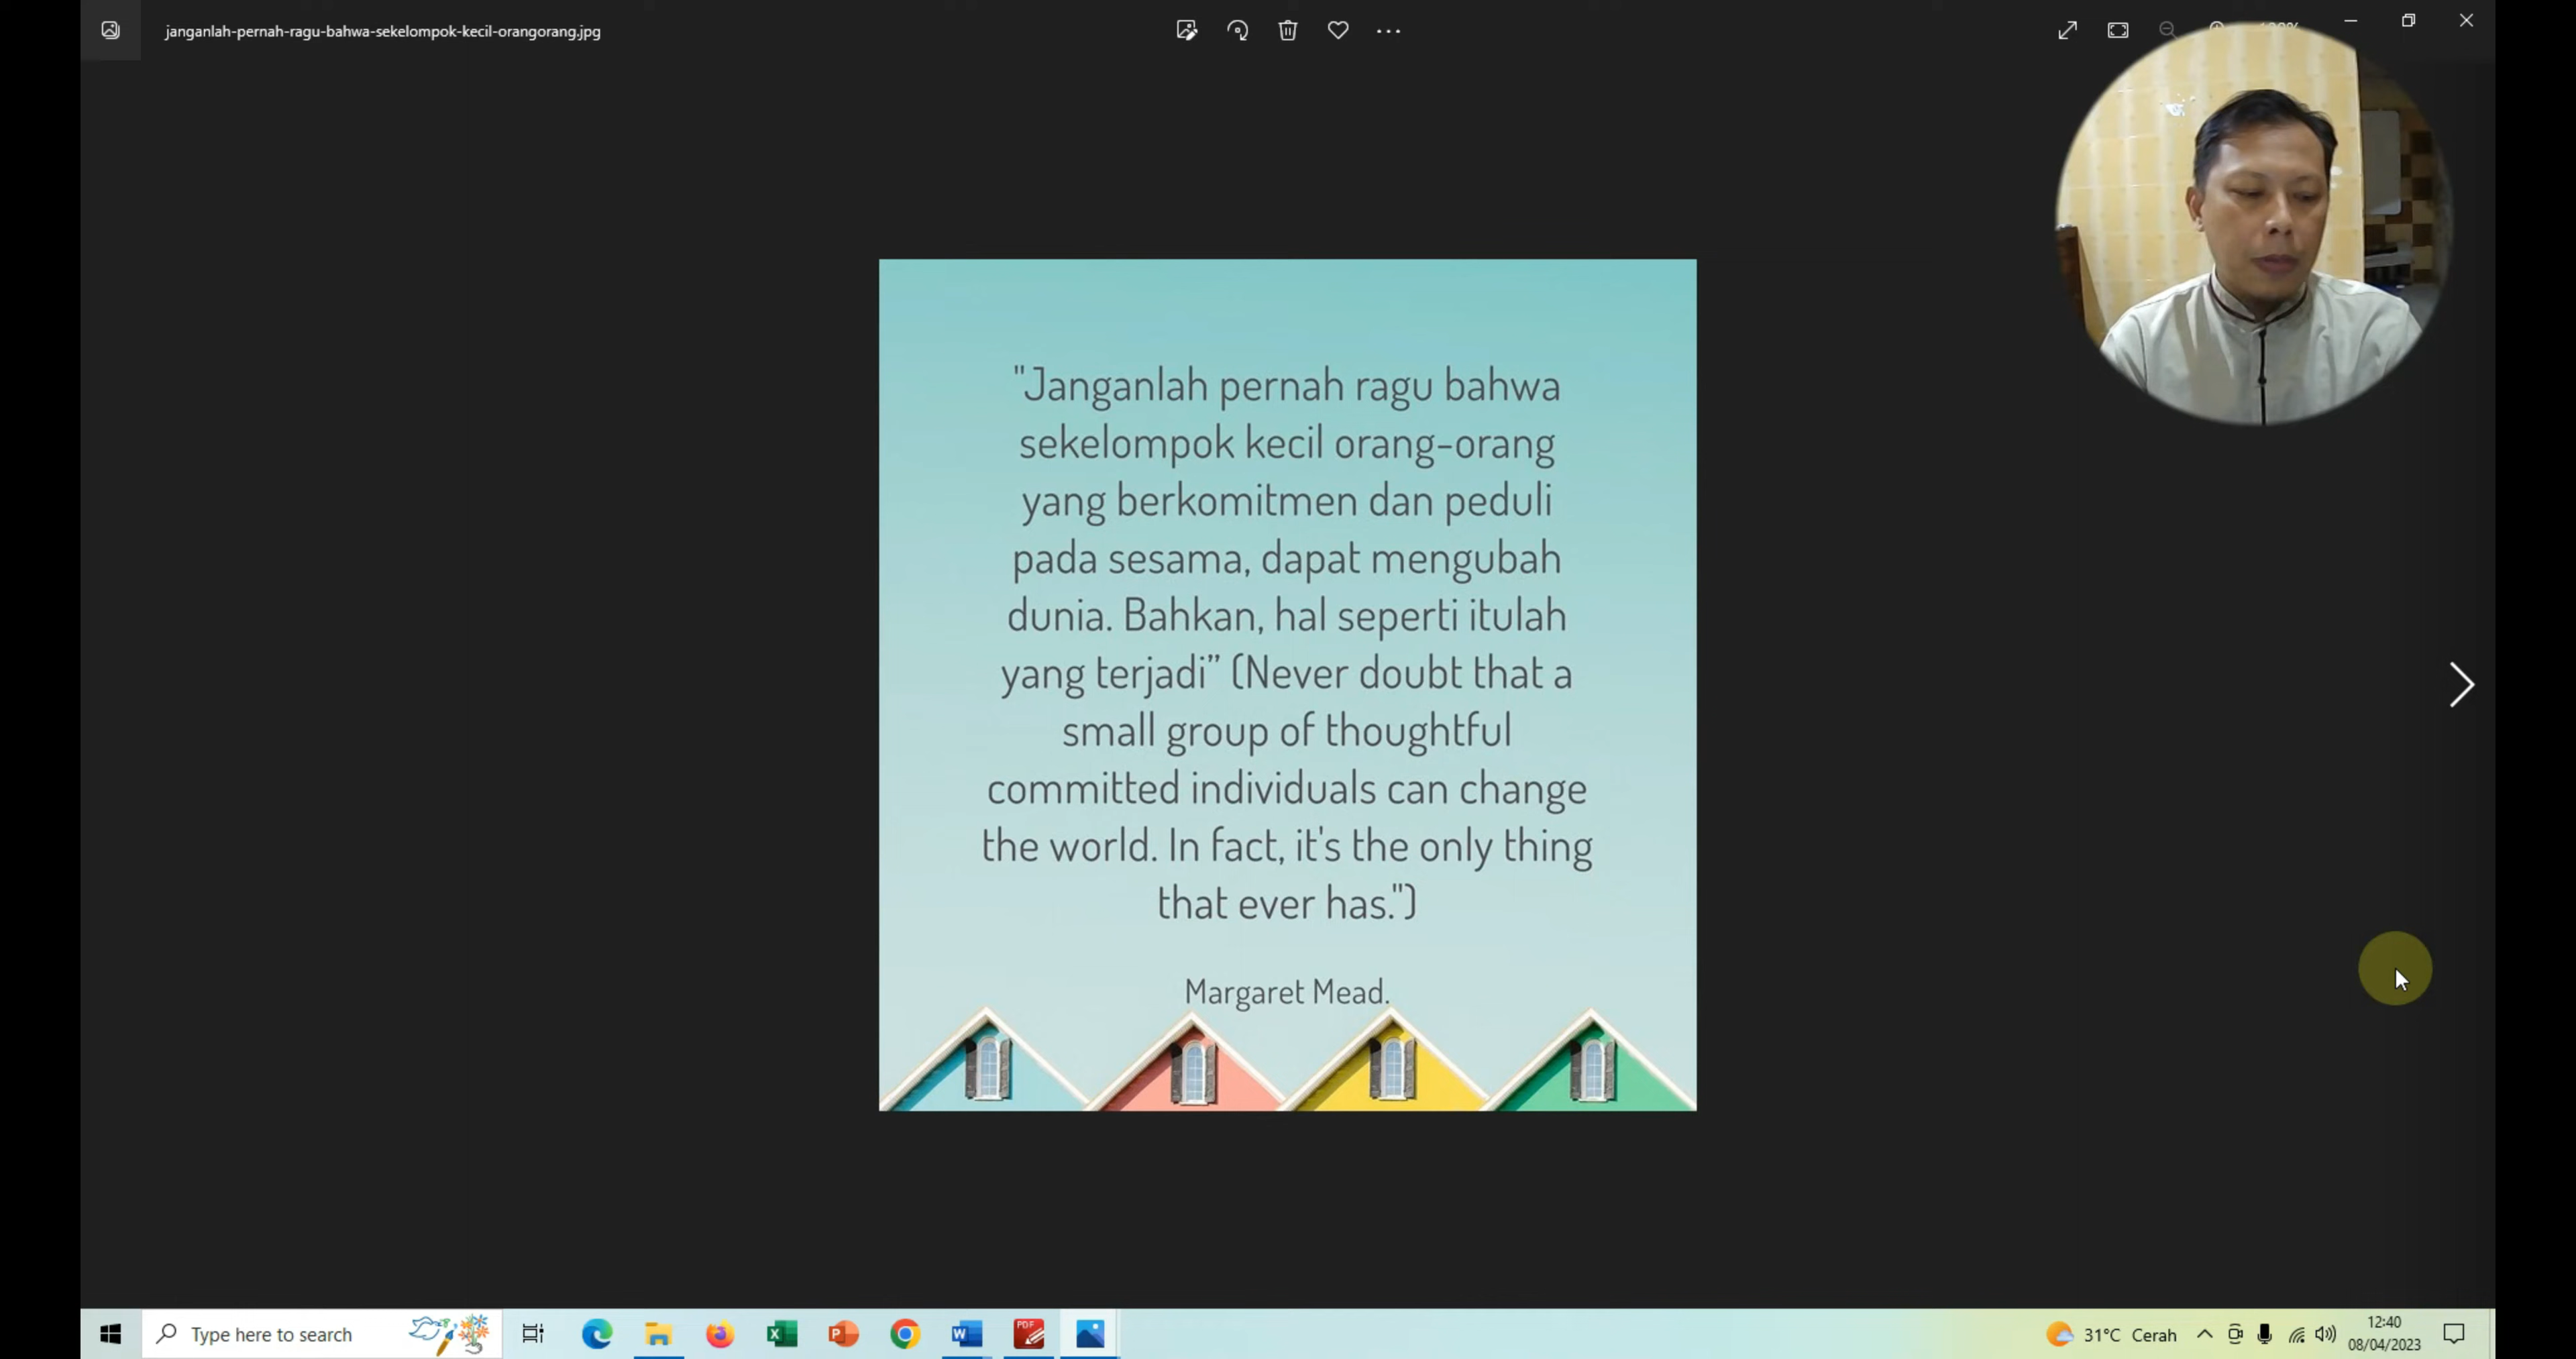 janganlah-pernah-ragu-bahwa-sekelompok-kecil-orangorang.jpg
"Janganlah pernah ragu bahwa
sekelompok kecil orang-orang
yang berkomitmen dan peduli
pada sesama, dapat mengubah
dunia. Bahkan, hal seperti itulah
yang terjadi” (Never doubt that a
small group of thoughtful
committed individuals can change
the world. In fact, it's the only thing
that ever has.")
Margaret Mead.
Type here to search
31°C Cerah
12:40
08/04/2023